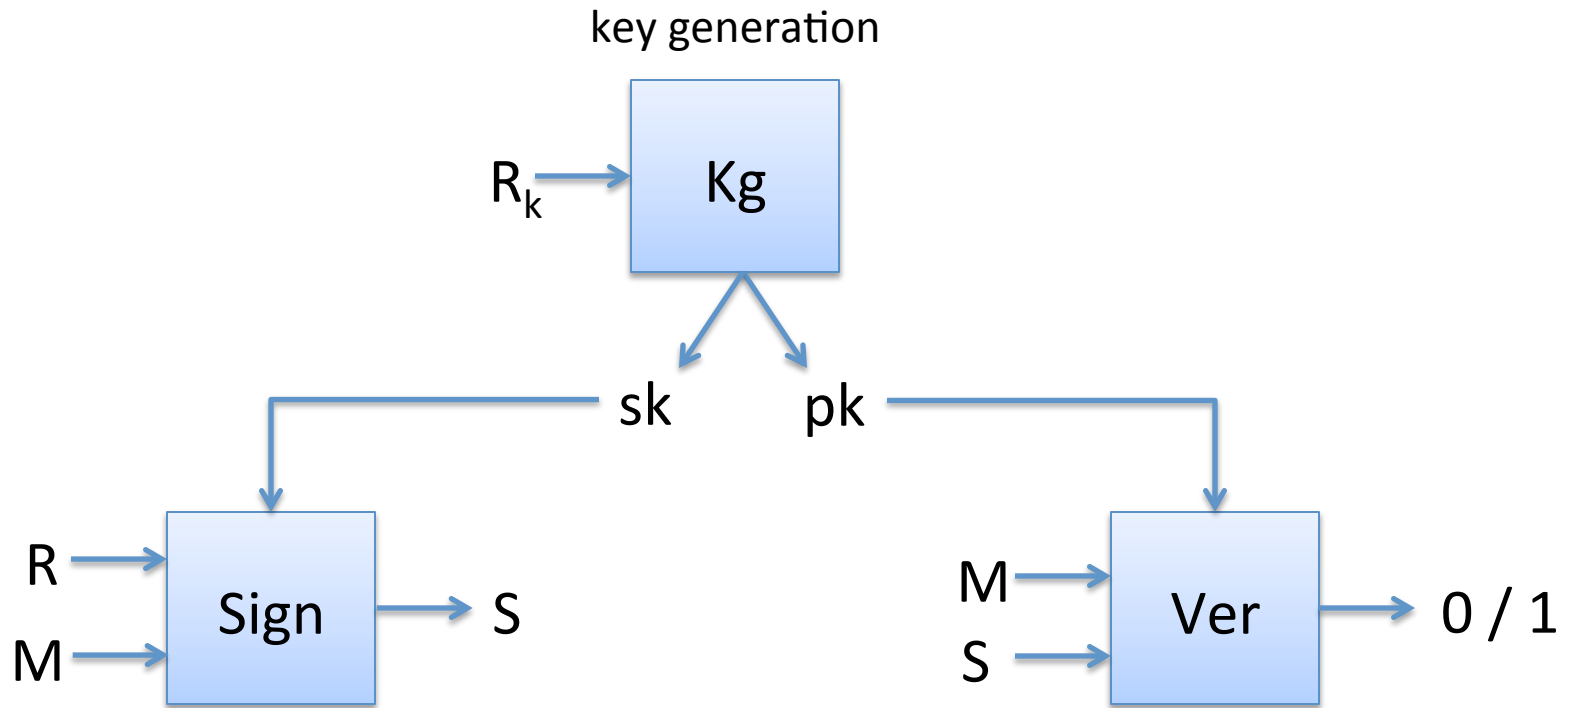 key generation
Rk
Kg
sk
pk
R
M
Sign
S
M
S
Ver
0 / 1